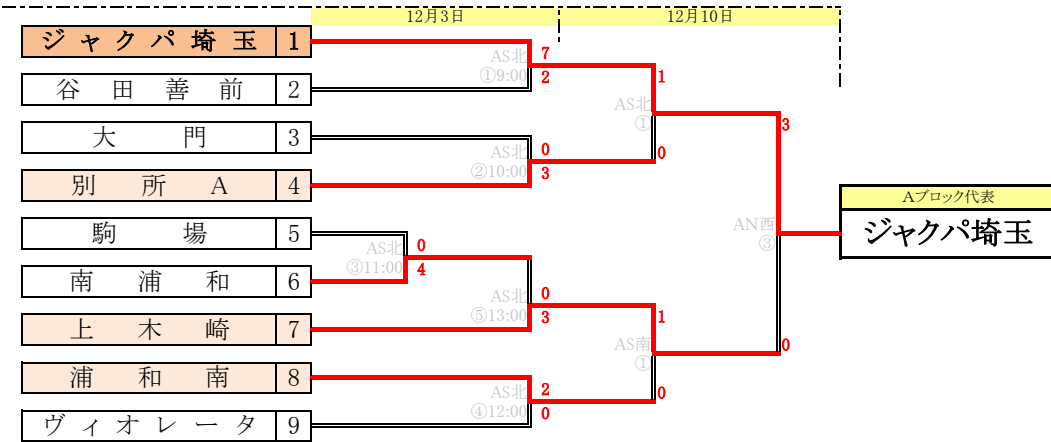 12月3日 12月10日
ジャクパ埼玉 1
AS北 7
①9:00 2
谷田善前 2
1
AS北
①
3
大門 3
AS北 0
②10:00 3
0
別所A 4
Aブロック代表
ジャクパ埼玉
駒場 5
AN西
③
AS北 0
③11:00 4
南浦和 6
AS北 0
⑤13:00 3
上木崎 7
1
AS南
①
0
浦和南 8
AS北 2
④12:00 0
0
ヴィオレータ 9